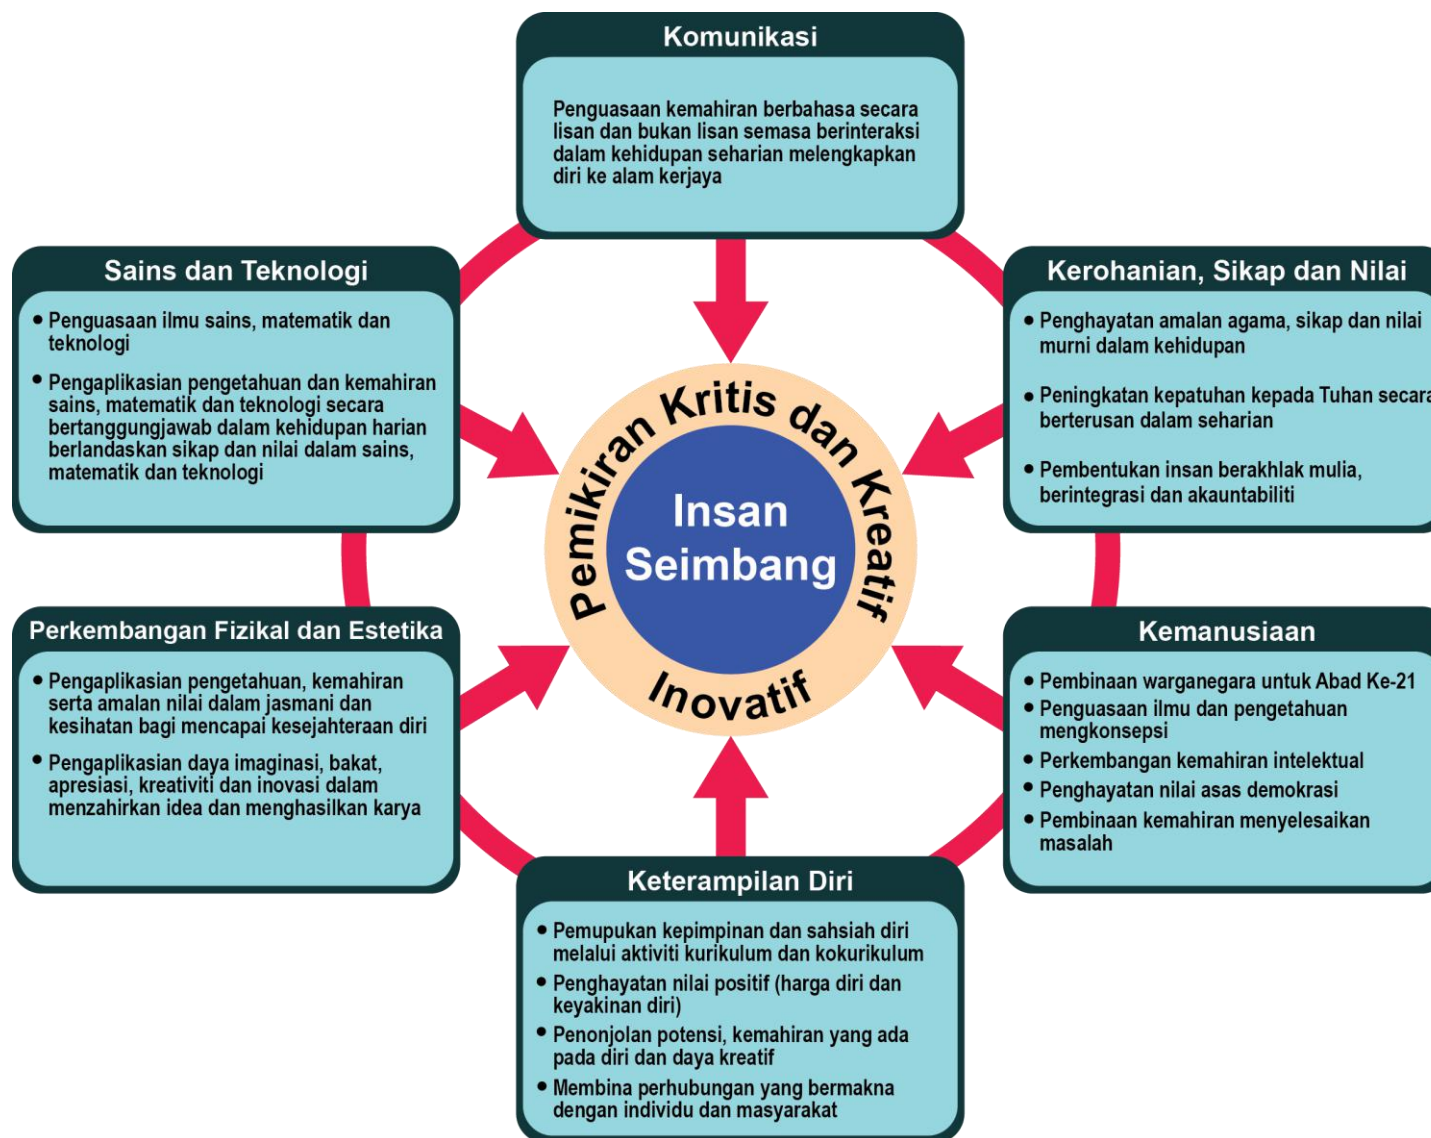 Komunikasi
Penguasaan kemahiran berbahasa secara
lisan dan bukan lisan semasa berinteraksi
dalam kehidupan seharian melengkapkan
diri ke alam kerjaya
Sains dan Teknologi
• Penguasaan ilmu sains, matematik dan
teknologi
• Pengaplikasian pengetahuan dan kemahiran
sains, matematik dan teknologi secara
bertanggungjawab dalam kehidupan harian
berlandaskan sikap dan nilai dalam sains,
matematik dan teknologi
Kerohanian, Sikap dan Nilai
• Penghayatan amalan agama, sikap dan nilai
murni dalam kehidupan
• Peningkatan kepatuhan kepada Tuhan secara
berterusan dalam seharian
• Pembentukan insan berakhlak mulia,
berintegrasi dan akauntabiliti
Pemikiran Kritis dan Kreatif
Insan
Seimbang
Inovatif
Perkembangan Fizikal dan Estetika
• Pengaplikasian pengetahuan, kemahiran
serta amalan nilai dalam jasmani dan
kesihatan bagi mencapai kesejahteraan diri
• Pengaplikasian daya imaginasi, bakat,
apresiasi, kreativiti dan inovasi dalam
menzahirkan idea dan menghasilkan karya
Kemanusiaan
• Pembinaan warganegara untuk Abad Ke-21
• Penguasaan ilmu dan pengetahuan
mengkonsepsi
• Perkembangan kemahiran intelektual
• Penghayatan nilai asas demokrasi
• Pembinaan kemahiran menyelesaikan
masalah
Keterampilan Diri
• Pemupukan kepimpinan dan sahsiah diri
melalui aktiviti kurikulum dan kokurikulum
• Penghayatan nilai positif (harga diri dan
keyakinan diri)
• Penonjolan potensi, kemahiran yang ada
pada diri dan daya kreatif
• Membina perhubungan yang bermakna
dengan individu dan masyarakat